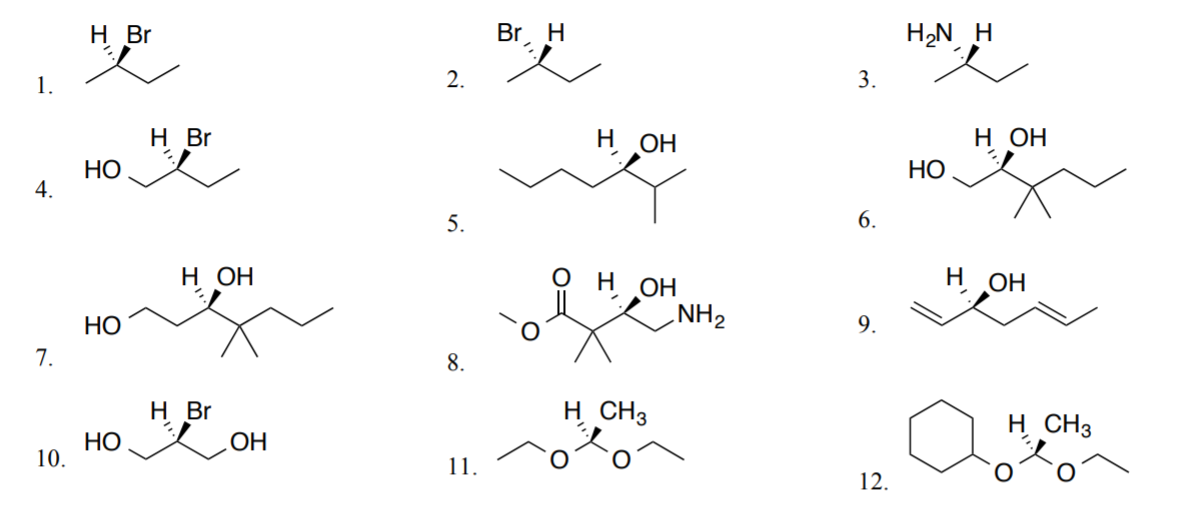 H Br
1.
Br H
2.
H₂N H
3.
H Br
HO
4.
H OH
5.
H OH
HO
6.
H OH
HO
7.
O H OH
O NH₂
8.
H OH
9.
H Br
HO OH
10.
H CH₃
O O
11.
H CH₃
O O
12.